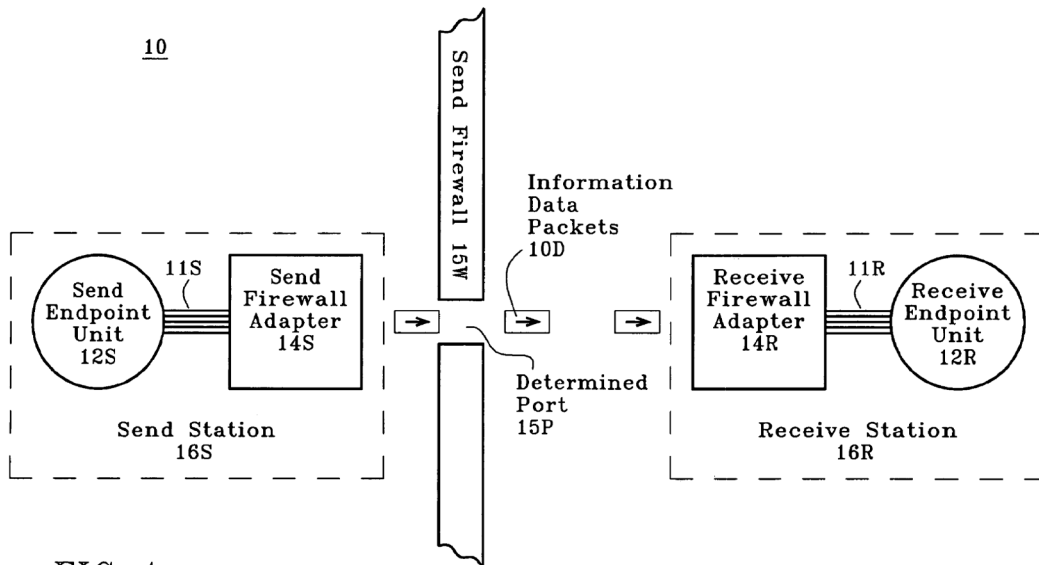 10
Send Firewall 15W
Information
Data
Packets
10D
11S
Send
Endpoint
Unit
12S
Send
Firewall
Adapter
14S
Send Station
16S
Determined
Port
15P
Receive
Firewall
Adapter
14R
11R
Receive
Endpoint
Unit
12R
Receive Station
16R